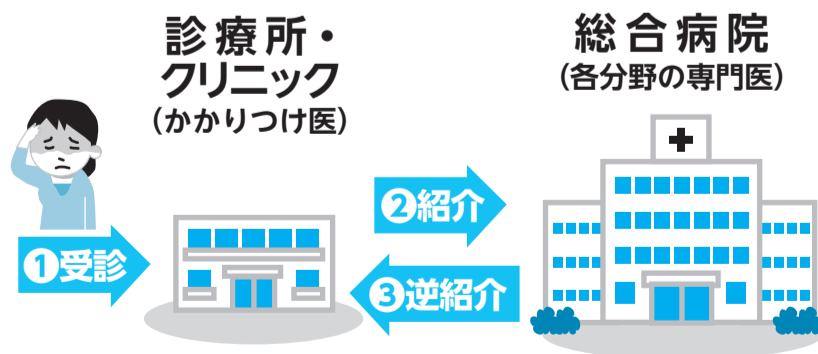 診療所・
クリニック
(かかりつけ医)
総合病院
(各分野の専門医)
❶受診
❷紹介
❸逆紹介